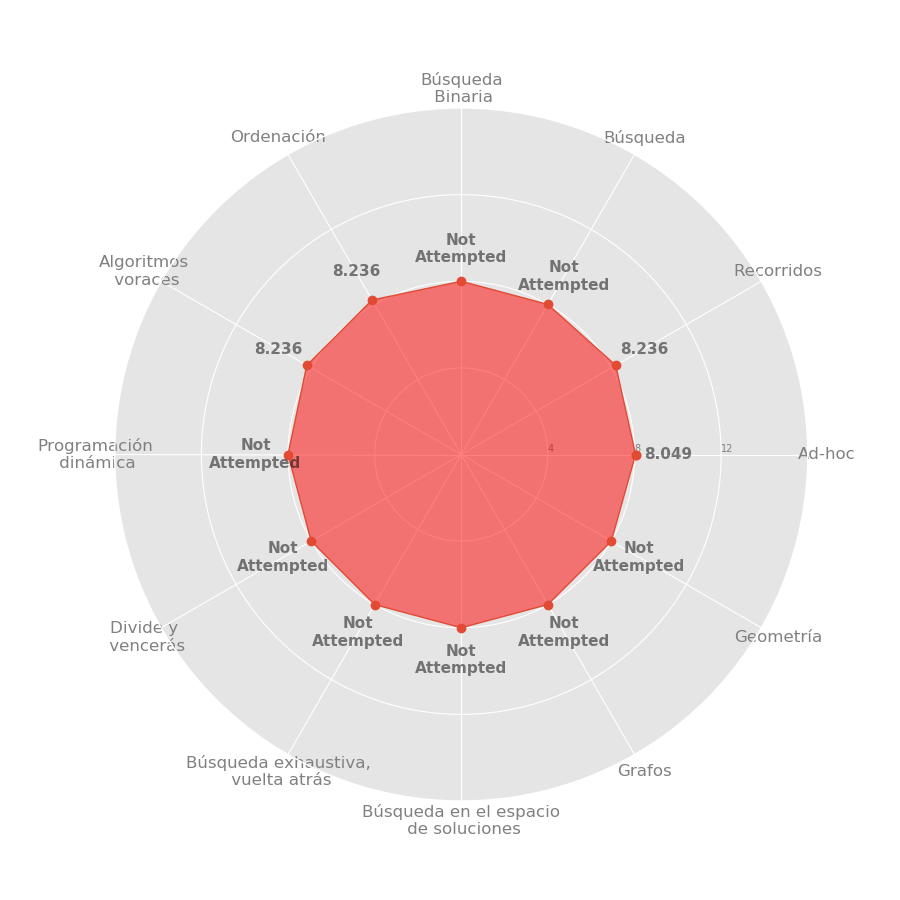 Búsqueda
Binaria
Ordenación
Búsqueda
Not
Attempted
Algoritmos
voraces
8.236
Not
Attempted
Recorridos
8.236
8.236
Programación
dinámica
Not
Attempted
4
8
12
8.049
Ad-hoc
Not
Attempted
Not
Attempted
Divide y
vencerás
Not
Attempted
Not
Attempted
Geometría
Not
Attempted
Búsqueda exhaustiva,
vuelta atrás
Grafos
Búsqueda en el espacio
de soluciones